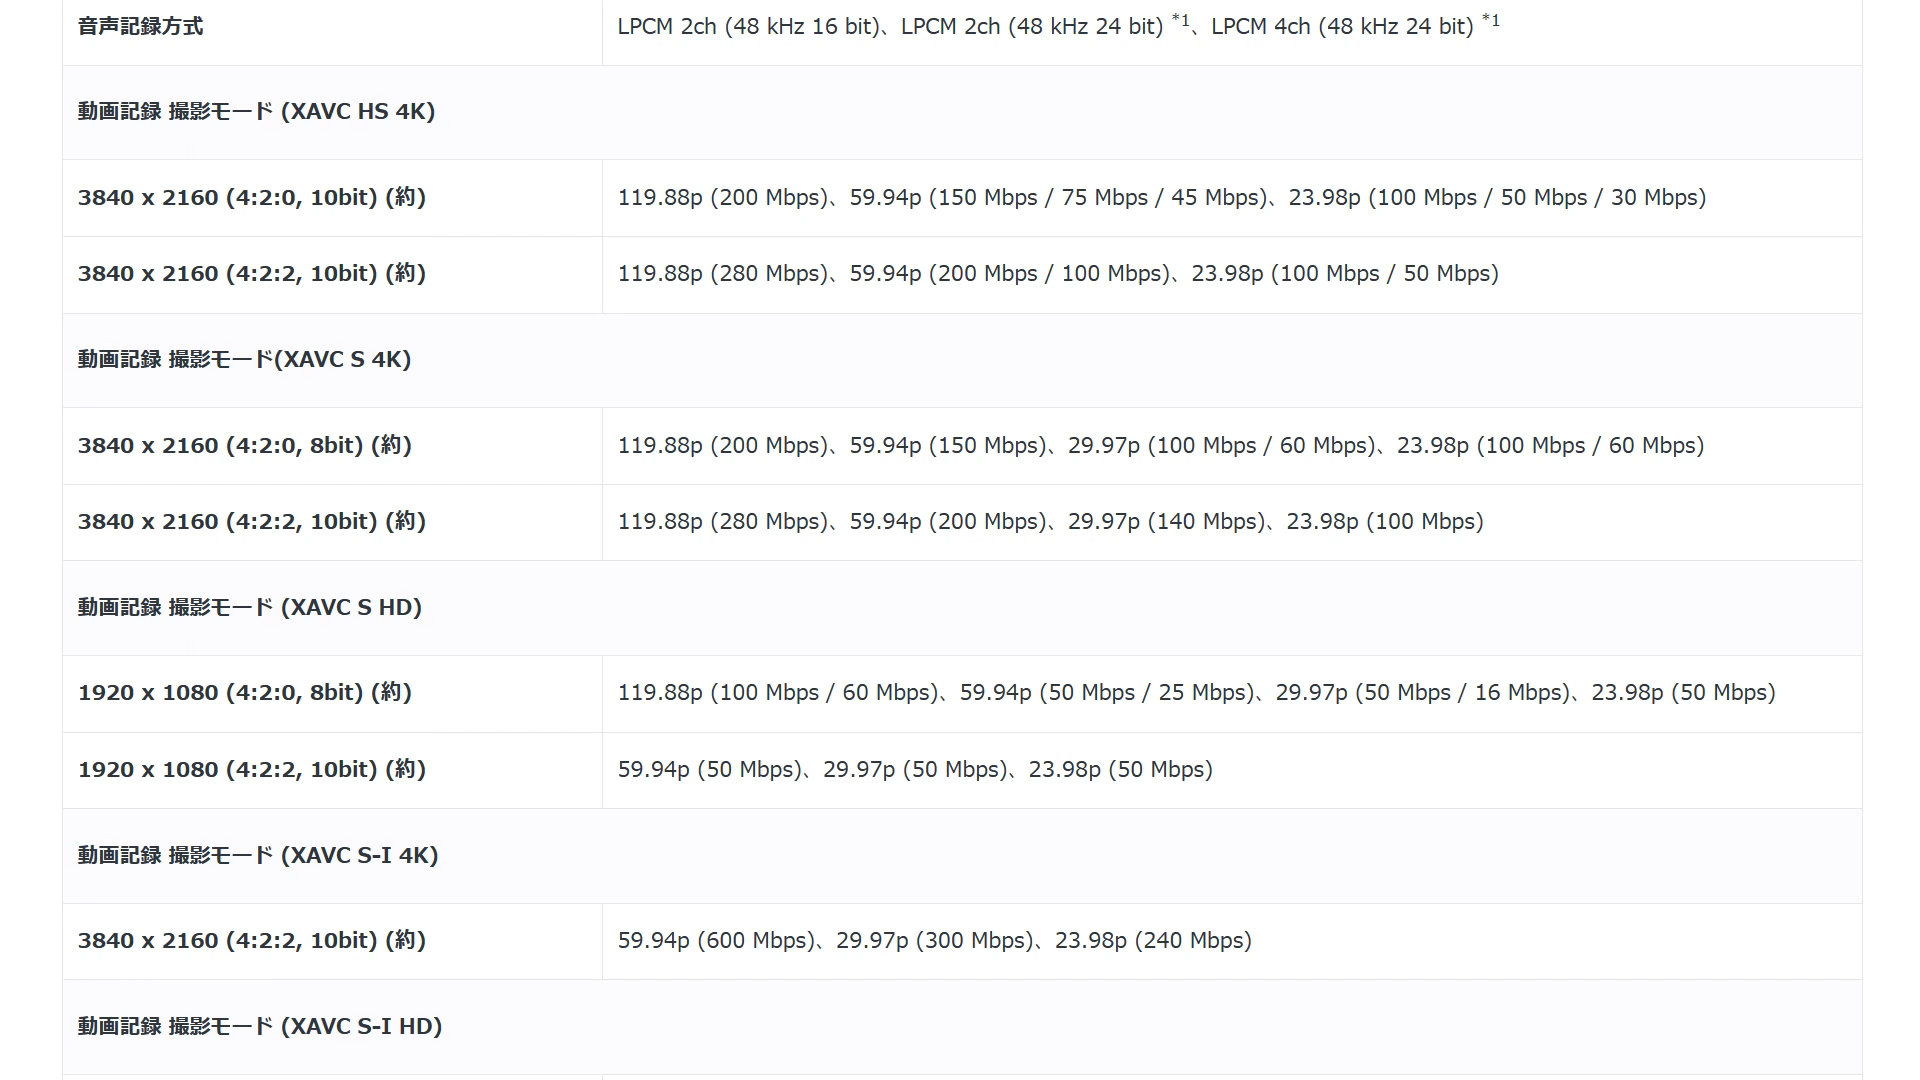 音声記録方式 LPCM 2ch (48 kHz 16 bit)、LPCM 2ch (48 kHz 24 bit) *1、LPCM 4ch (48 kHz 24 bit) *1
動画記録 撮影モード (XAVC HS 4K)
3840 x 2160 (4:2:0, 10bit) (約) 119.88p (200 Mbps)、59.94p (150 Mbps / 75 Mbps / 45 Mbps)、23.98p (100 Mbps / 50 Mbps / 30 Mbps)
3840 x 2160 (4:2:2, 10bit) (約) 119.88p (280 Mbps)、59.94p (200 Mbps / 100 Mbps)、23.98p (100 Mbps / 50 Mbps)
動画記録 撮影モード(XAVC S 4K)
3840 x 2160 (4:2:0, 8bit) (約) 119.88p (200 Mbps)、59.94p (150 Mbps)、29.97p (100 Mbps / 60 Mbps)、23.98p (100 Mbps / 60 Mbps)
3840 x 2160 (4:2:2, 10bit) (約) 119.88p (280 Mbps)、59.94p (200 Mbps)、29.97p (140 Mbps)、23.98p (100 Mbps)
動画記録 撮影モード (XAVC S HD)
1920 x 1080 (4:2:0, 8bit) (約) 119.88p (100 Mbps / 60 Mbps)、59.94p (50 Mbps / 25 Mbps)、29.97p (50 Mbps / 16 Mbps)、23.98p (50 Mbps)
1920 x 1080 (4:2:2, 10bit) (約) 59.94p (50 Mbps)、29.97p (50 Mbps)、23.98p (50 Mbps)
動画記録 撮影モード (XAVC S-I 4K)
3840 x 2160 (4:2:2, 10bit) (約) 59.94p (600 Mbps)、29.97p (300 Mbps)、23.98p (240 Mbps)
動画記録 撮影モード (XAVC S-I HD)